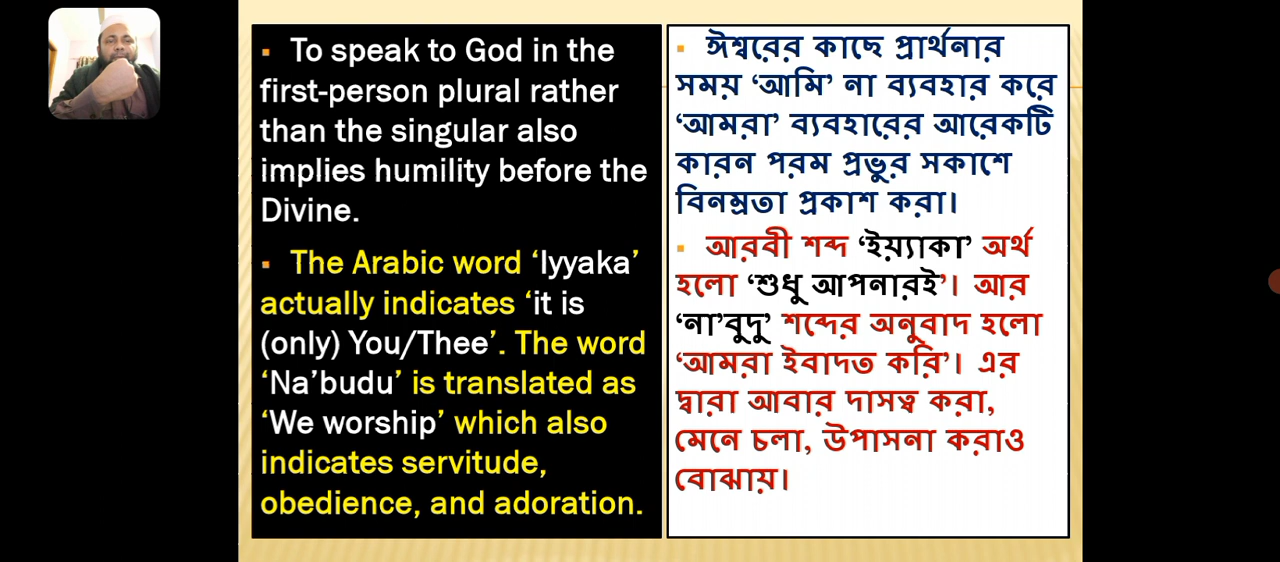 ▪ To speak to God in the
first-person plural rather
than the singular also
implies humility before the
Divine.
▪ The Arabic word ‘Iyyaka’
actually indicates ‘it is
(only) You/Thee’. The word
‘Na’budu’ is translated as
‘We worship’ which also
indicates servitude,
obedience, and adoration.
▪ ঈশ্বরের কাছে প্রার্থনার
সময় ‘আমি’ না ব্যবহার করে
‘আমরা’ ব্যবহারের আরেকটি
কারন পরম প্রভুর সকাশে
বিনম্রতা প্রকাশ করা।
▪ আরবী শব্দ ‘ইয়্যাকা’ অর্থ
হলো ‘শুধু আপনারই’। আর
‘না’বুদু’ শব্দের অনুবাদ হলো
‘আমরা ইবাদত করি’। এর
দ্বারা আবার দাসত্ব করা,
মেনে চলা, উপাসনা করাও
বোঝায়।